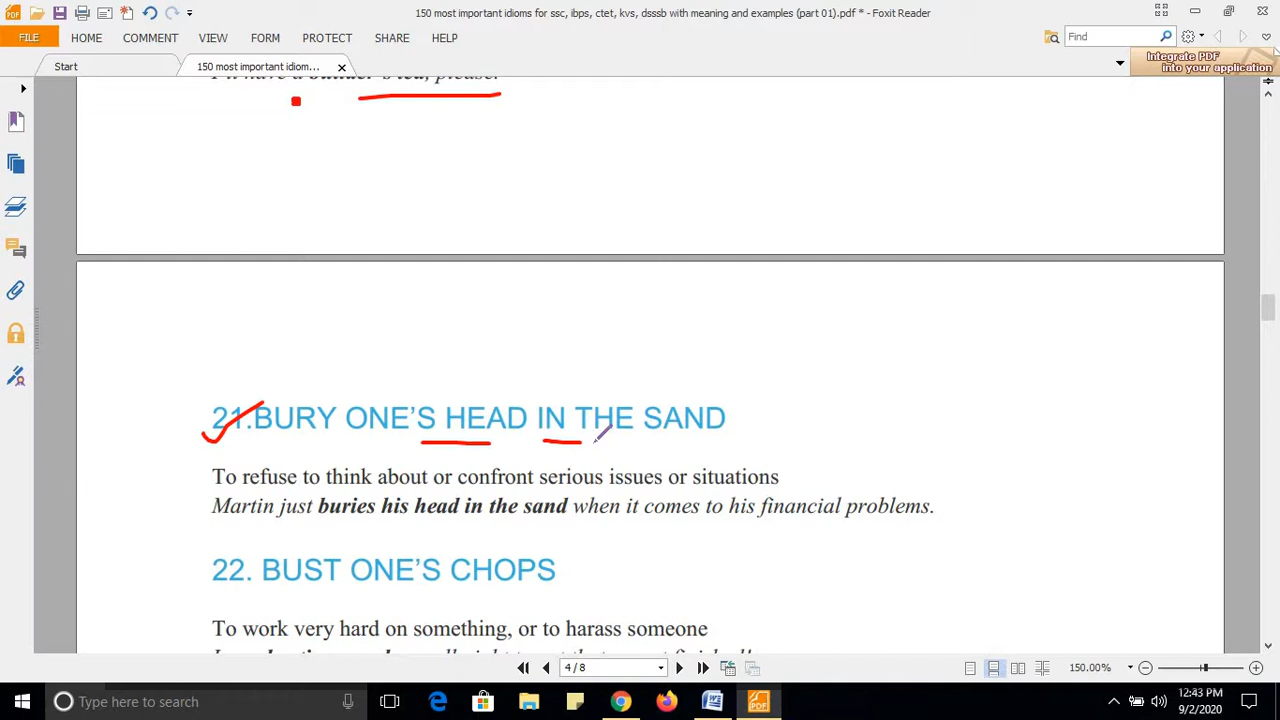 150 most important idioms for ssc, ibps, ctet, kvs, dsssb with meaning and exemples (part 01).pdf * - Foxit Reader
FILE HOME COMMENT VIEW FORM PROTECT SHARE HELP
Find
Start
150 most important idiom...
Integrate PDF
into your application
please.
21.BURY ONE'S HEAD IN THE SAND
To refuse to think about or confront serious issues or situations
Martin just buries his head in the sand when it comes to his financial problems.
22. BUST ONE'S CHOPS
To work very hard on something, or to harass someone
4 / 8
150.00%
Type here to search
12:43 PM
9/2/2020